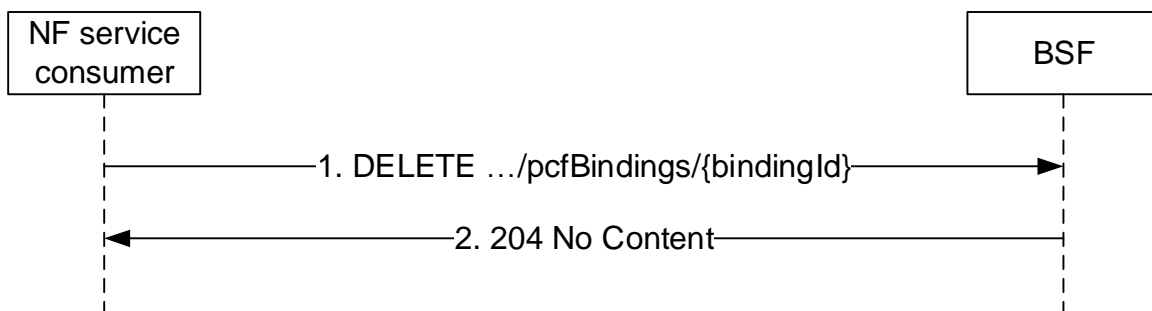 NF service
consumer
BSF
1. DELETE …/pcfBindings/{bindingId}
2. 204 No Content